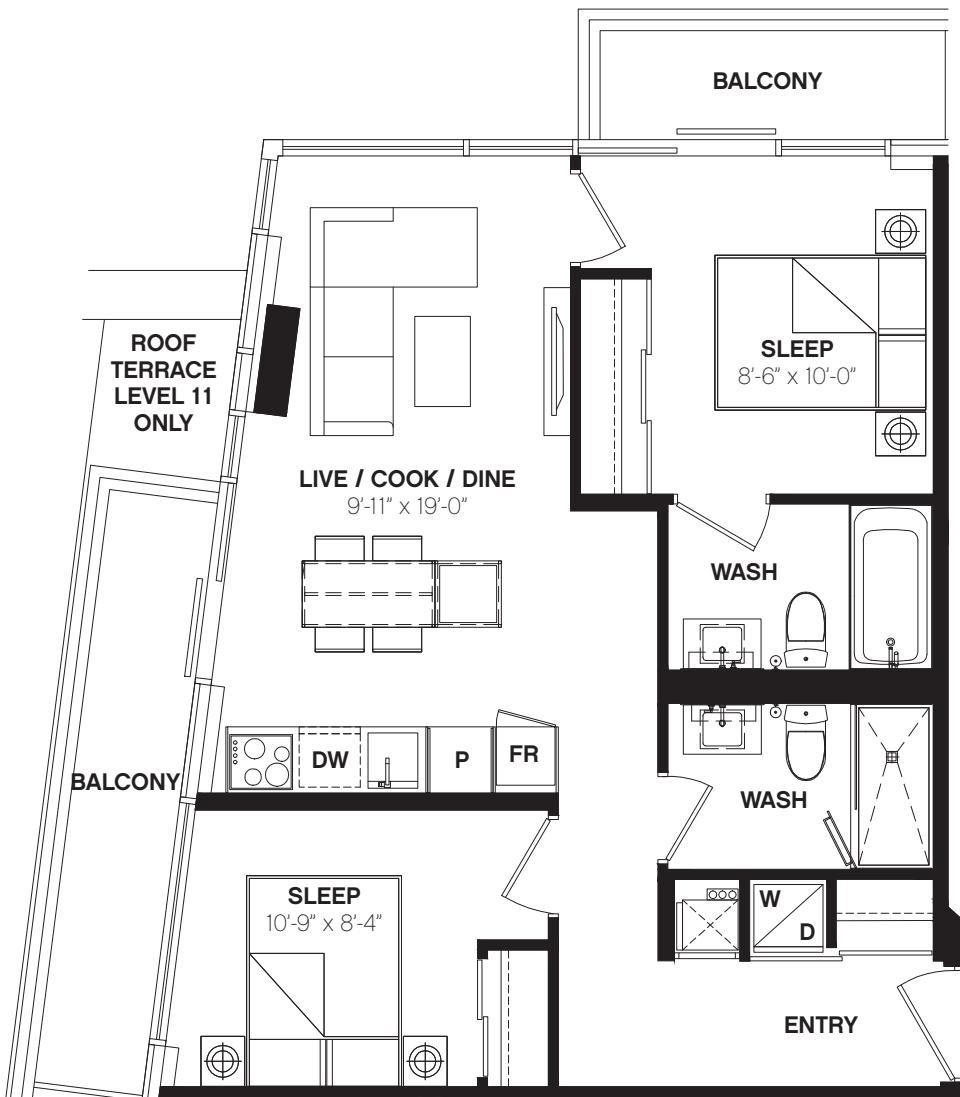 BALCONY
ROOF
TERRACE
LEVEL 11
ONLY
SLEEP
8'-6" x 10'-0"
LIVE / COOK / DINE
9'-11" x 19'-0"
WASH
DW
P
FR
BALCONY
WASH
SLEEP
10'-9" x 8'-4"
W
D
ENTRY